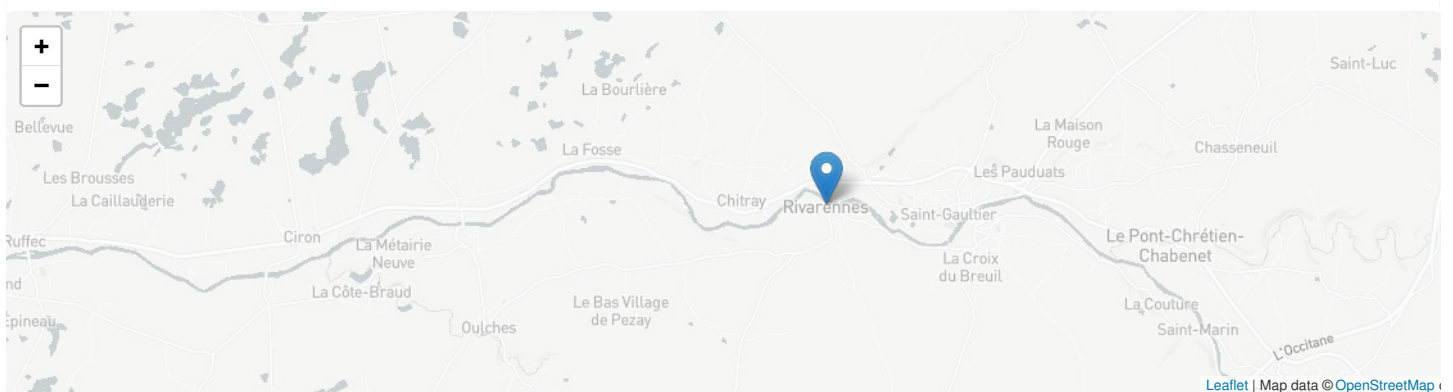 +
−
Saint-Luc
La Bourlière
Bellevue
La Maison
Rouge
Chasseneuil
La Fosse
Les Brousses
Les Pauduats
La Caillauderie
Chitray
Rivarennes
Saint-Gaultier
Ruffec
Ciron
La Métairie
Neuve
Le Pont-Chrétien-
Chabenet
La Croix
du Breuil
nd
La Côte-Braud
Le Bas Village
de Pezay
La Couture
Épineau
Oulches
Saint-Marin
L'Occitane
Leaflet | Map data © OpenStreetMap